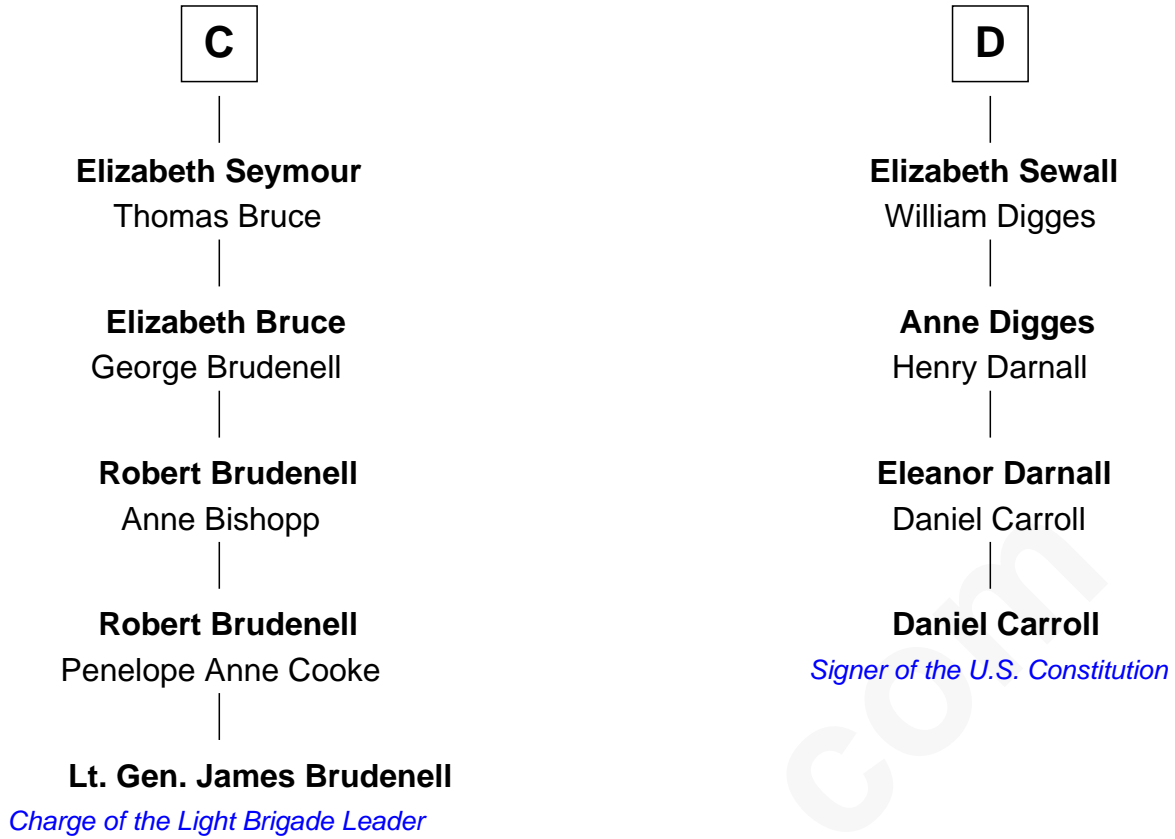 C
Elizabeth Seymour
Thomas Bruce
Elizabeth Bruce
George Brudenell
Robert Brudenell
Anne Bishopp
Robert Brudenell
Penelope Anne Cooke
Lt. Gen. James Brudenell
Charge of the Light Brigade Leader
D
Elizabeth Sewall
William Digges
Anne Digges
Henry Darnall
Eleanor Darnall
Daniel Carroll
Daniel Carroll
Signer of the U.S. Constitution
com